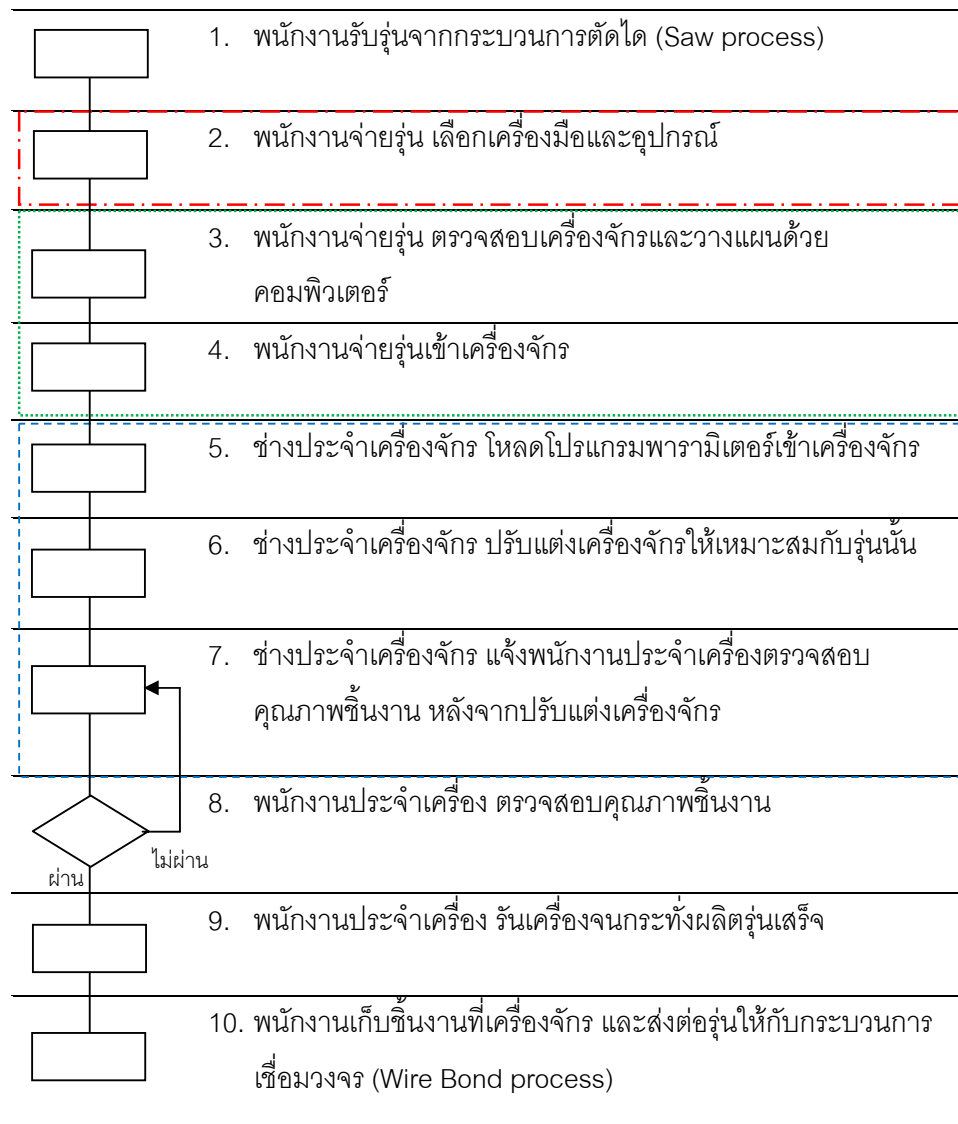 1. พนักงานรับรุ่นจากกระบวนการตัดได (Saw process)
2. พนักงานจ่ายรุ่น เลือกเครื่องมือและอุปกรณ์
3. พนักงานจ่ายรุ่น ตรวจสอบเครื่องจักรและวางแผนด้วย
คอมพิวเตอร์
4. พนักงานจ่ายรุ่นเข้าเครื่องจักร
5. ช่างประจำเครื่องจักร โหลดโปรแกรมพารามิเตอร์เข้าเครื่องจักร
6. ช่างประจำเครื่องจักร ปรับแต่งเครื่องจักรให้เหมาะสมกับรุ่นนั้น
7. ช่างประจำเครื่องจักร แจ้งพนักงานประจำเครื่องตรวจสอบ
คุณภาพชิ้นงาน หลังจากปรับแต่งเครื่องจักร
8. พนักงานประจำเครื่อง ตรวจสอบคุณภาพชิ้นงาน
ไม่ผ่าน
ผ่าน
9. พนักงานประจำเครื่อง รันเครื่องจนกระทั่งผลิตรุ่นเสร็จ
10. พนักงานเก็บชิ้นงานที่เครื่องจักร และส่งต่อรุ่นให้กับกระบวนการ
เชื่อมวงจร (Wire Bond process)